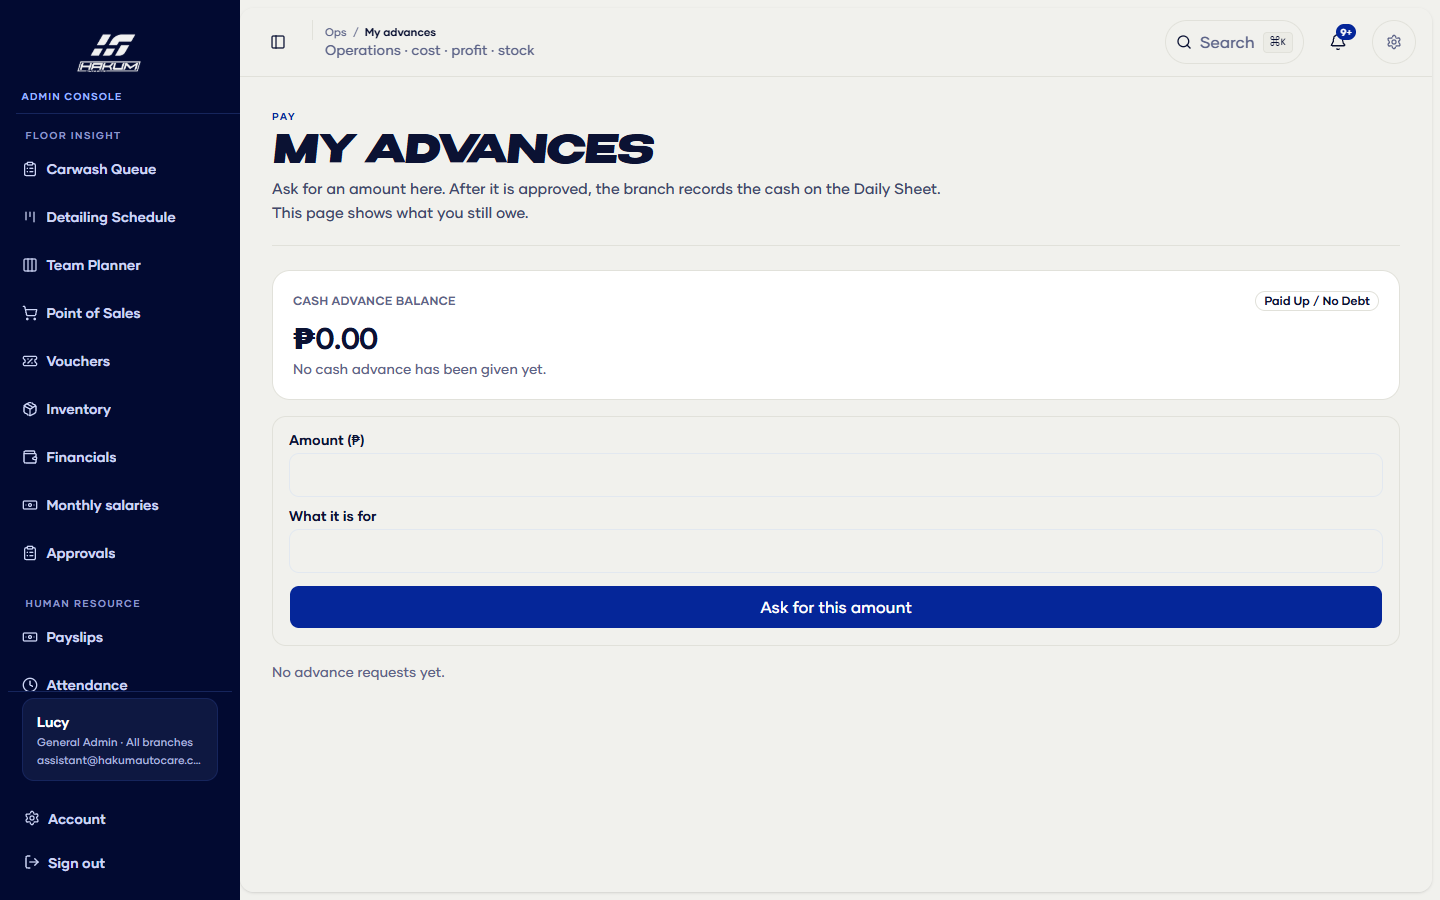 HAKUM
ADMIN CONSOLE
FLOOR INSIGHT
Carwash Queue
Detailing Schedule
Team Planner
Point of Sales
Vouchers
Inventory
Financials
Monthly salaries
Approvals
HUMAN RESOURCE
Payslips
Attendance
Lucy
General Admin · All branches
assistant@hakumautocare.c...
Account
Sign out
Ops / My advances
Operations · cost · profit · stock
Search ⌘K
9+
PAY
MY ADVANCES
Ask for an amount here. After it is approved, the branch records the cash on the Daily Sheet.
This page shows what you still owe.
CASH ADVANCE BALANCE
Paid Up / No Debt
₱0.00
No cash advance has been given yet.
Amount (₱)
What it is for
Ask for this amount
No advance requests yet.